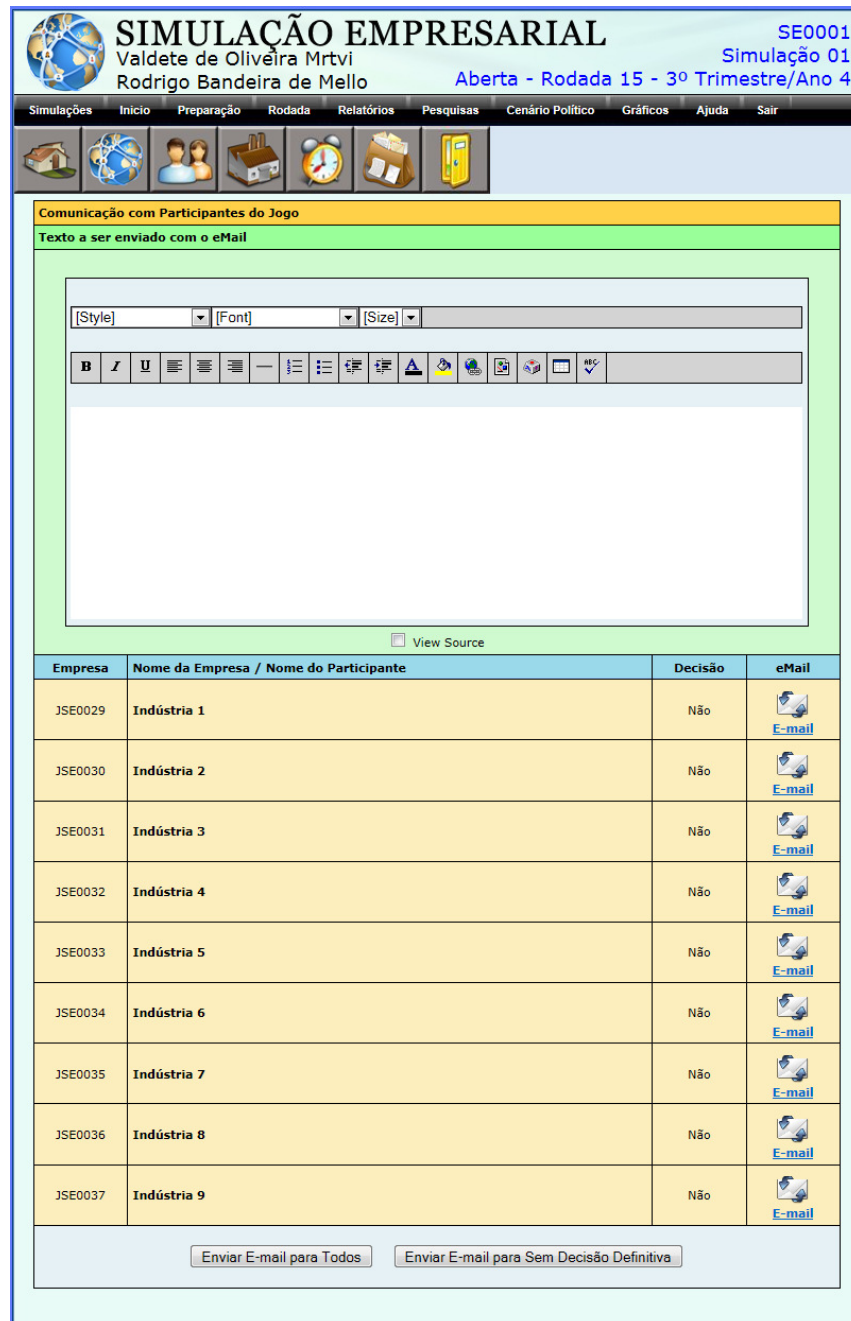 SIMULAÇÃO EMPRESARIAL
SE0001
Valdete de Oliveira Mrtvi
Simulação 01
Rodrigo Bandeira de Mello
Aberta - Rodada 15 - 3º Trimestre/Ano 4
Simulações Inicio Preparação Rodada Relatórios Pesquisas Cenário Político Gráficos Ajuda Sair
Comunicação com Participantes do Jogo
Texto a ser enviado com o eMail
[Style] [Font] [Size]
B I U A ABC
View Source
Empresa Nome da Empresa / Nome do Participante Decisão eMail
JSE0029 Indústria 1 Não E-mail
JSE0030 Indústria 2 Não E-mail
JSE0031 Indústria 3 Não E-mail
JSE0032 Indústria 4 Não E-mail
JSE0033 Indústria 5 Não E-mail
JSE0034 Indústria 6 Não E-mail
JSE0035 Indústria 7 Não E-mail
JSE0036 Indústria 8 Não E-mail
JSE0037 Indústria 9 Não E-mail
Enviar E-mail para Todos Enviar E-mail para Sem Decisão Definitiva